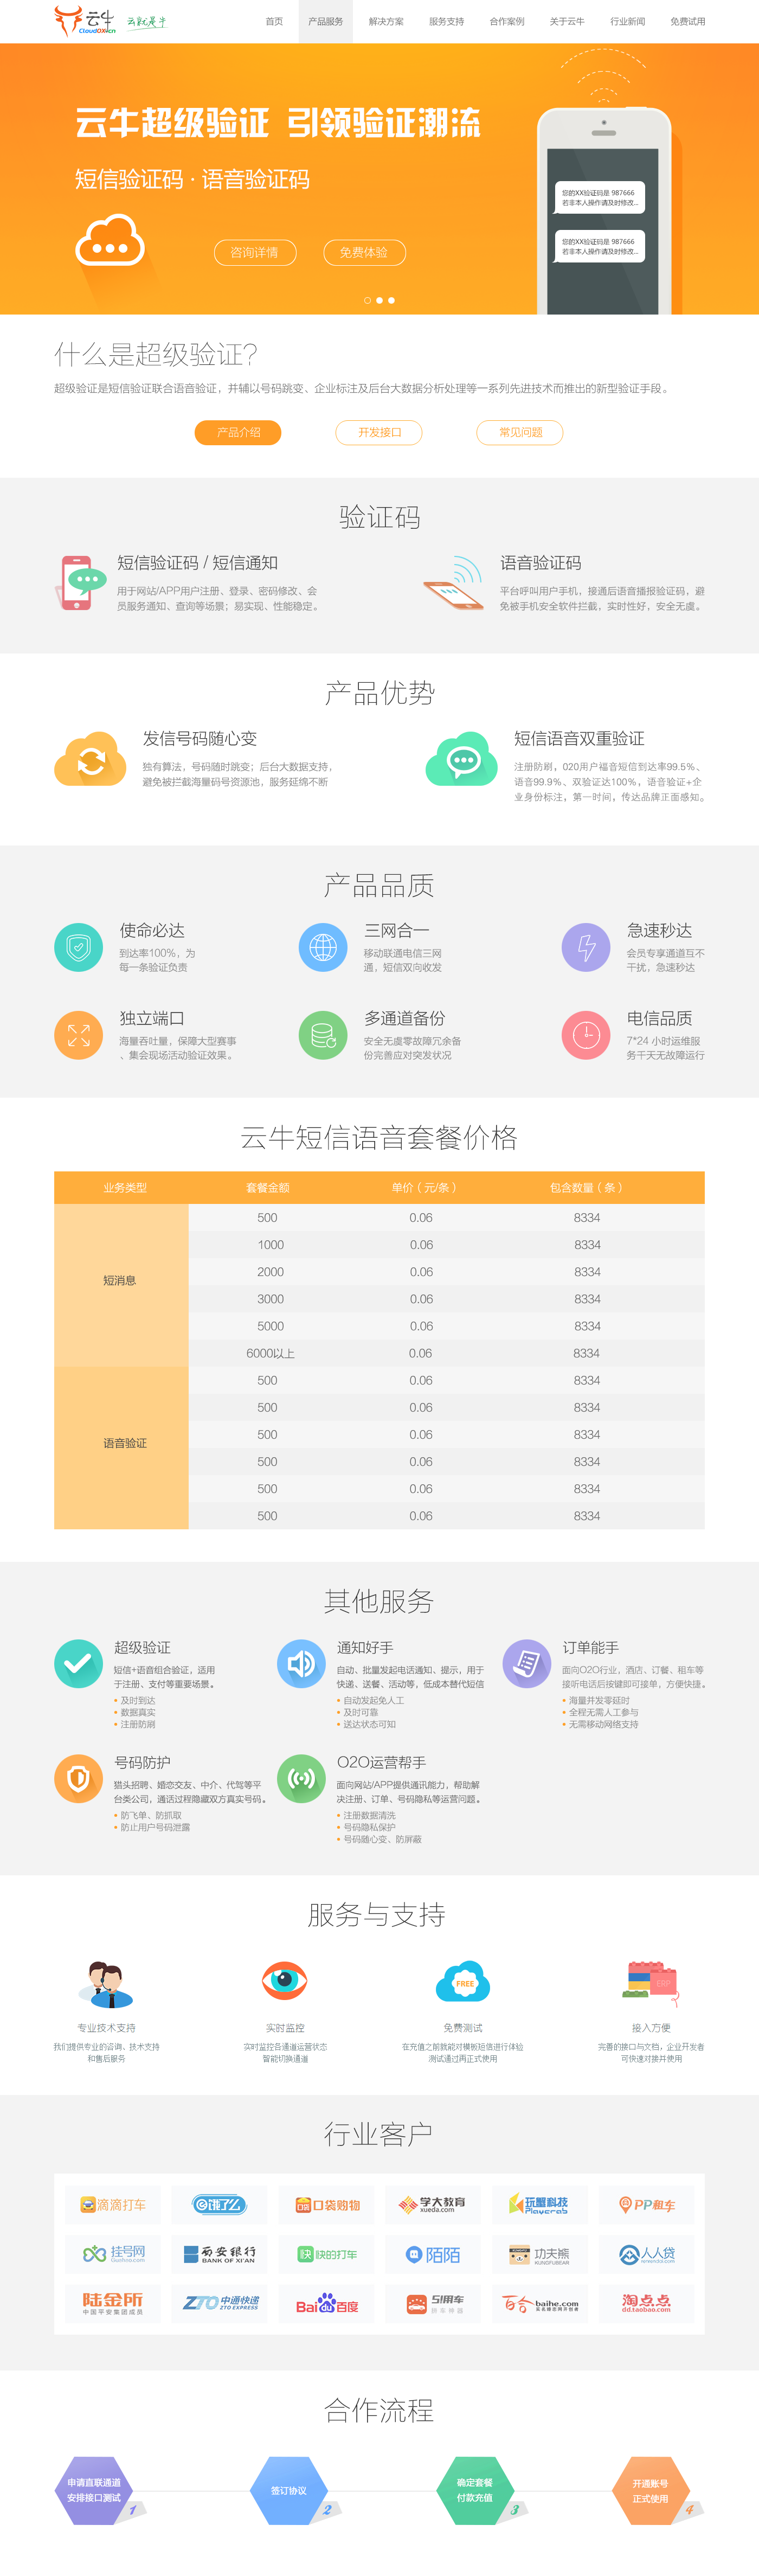 云牛
CloudOX.cn
云就是牛
首页 产品服务 解决方案 服务支持 合作案例 关于云牛 行业新闻 免费试用
云牛超级验证 引领验证潮流
短信验证码 · 语音验证码
咨询详情 免费体验
您的XX验证码是 987666
若非本人操作请及时修改...
您的XX验证码是 987666
若非本人操作请及时修改...
什么是超级验证?
超级验证是短信验证联合语音验证，并辅以号码跳变、企业标注及后台大数据分析处理等一系列先进技术而推出的新型验证手段。
产品介绍 开发接口 常见问题
验证码
短信验证码 / 短信通知
用于网站/APP用户注册、登录、密码修改、会
员服务通知、查询等场景；易实现、性能稳定。
语音验证码
平台呼叫用户手机，接通后语音播报验证码，避
免被手机安全软件拦截，实时性好，安全无虞。
产品优势
发信号码随心变
独有算法，号码随时跳变；后台大数据支持，
避免被拦截海量码号资源池，服务延绵不断
短信语音双重验证
注册防刷，020用户福音短信到达率99.5%、
语音99.9%、双验证达100%，语音验证+企
业身份标注，第一时间，传达品牌正面感知。
产品品质
使命必达
到达率100%，为
每一条验证负责
三网合一
移动联通电信三网
通，短信双向收发
急速秒达
会员专享通道互不
干扰，急速秒达
独立端口
海量吞吐量，保障大型赛事
、集会现场活动验证效果。
多通道备份
安全无虞零故障冗余备
份完善应对突发状况
电信品质
7*24 小时运维服
务千天无故障运行
云牛短信语音套餐价格
业务类型 套餐金额 单价（元/条） 包含数量（条）
500 0.06 8334
1000 0.06 8334
2000 0.06 8334
短消息
3000 0.06 8334
5000 0.06 8334
6000以上 0.06 8334
500 0.06 8334
500 0.06 8334
500 0.06 8334
语音验证
500 0.06 8334
500 0.06 8334
500 0.06 8334
其他服务
超级验证
短信+语音组合验证，适用
于注册、支付等重要场景。
• 及时到达
• 数据真实
• 注册防刷
通知好手
自动、批量发起电话通知、提示，用于
快递、送餐、活动等，低成本替代短信
• 自动发起免人工
• 及时可靠
• 送达状态可知
订单能手
面向O2O行业，酒店、订餐、租车等
接听电话后按键即可接单，方便快捷。
• 海量并发零延时
• 全程无需人工参与
• 无需移动网络支持
号码防护
猎头招聘、婚恋交友、中介、代驾等平
台类公司，通话过程隐藏双方真实号码。
• 防飞单、防抓取
• 防止用户号码泄露
O2O运营帮手
面向网站/APP提供通讯能力，帮助解
决注册、订单、号码隐私等运营问题。
• 注册数据清洗
• 号码隐私保护
• 号码随心变、防屏蔽
服务与支持
FREE
ERP
专业技术支持
我们提供专业的咨询、技术支持
和售后服务
实时监控
实时监控各通道运营状态
智能切换通道
免费测试
在充值之前就能对模板短信进行体验
测试通过再正式使用
接入方便
完善的接口与文档，企业开发者
可快速对接并使用
行业客户
滴滴打车
饿了么
口袋购物
学大教育
xueda.com
玩蟹科技
Playcrab
PP租车
挂号网
Guahao.com
西安银行
BANK OF XI'AN
快的打车
陌陌
功夫熊
KUNGFUBEAR
人人贷
renrendai.com
陆金所
中国平安集团成员
ZTO 中通快递
ZTO EXPRESS
Bai du 百度
51用车
百合 baihe.com
淘点点
dd.taobao.com
合作流程
申请直联通道
安排接口测试
1
签订协议
2
确定套餐
付款充值
3
开通账号
正式使用
4